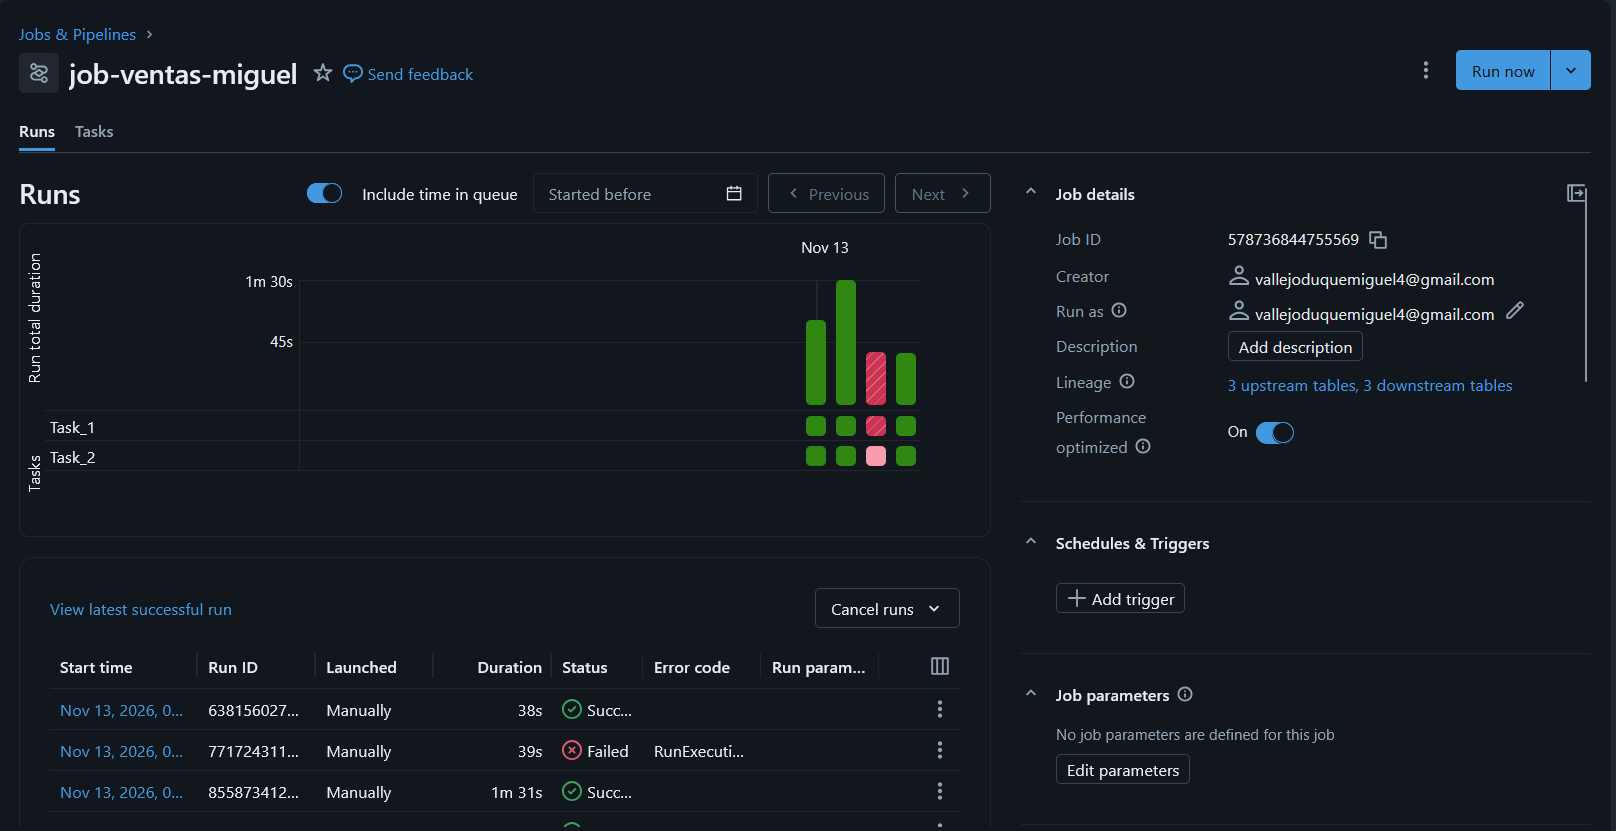 Jobs & Pipelines
job-ventas-miguel
Send feedback
Run now
Runs
Tasks
Runs
Include time in queue
Started before
Previous
Next
Nov 13
1m 30s
45s
Run total duration
Task_1
Task_2
Tasks
View latest successful run
Cancel runs
Start time Run ID Launched Duration Status Error code Run param...
Nov 13, 2026, 0... 638156027... Manually 38s Succ...
Nov 13, 2026, 0... 771724311... Manually 39s Failed RunExecuti...
Nov 13, 2026, 0... 855873412... Manually 1m 31s Succ...
Job details
Job ID 578736844755569
Creator vallejoduquemiguel4@gmail.com
Run as vallejoduquemiguel4@gmail.com
Description Add description
Lineage 3 upstream tables, 3 downstream tables
Performance optimized On
Schedules & Triggers
Add trigger
Job parameters
No job parameters are defined for this job
Edit parameters